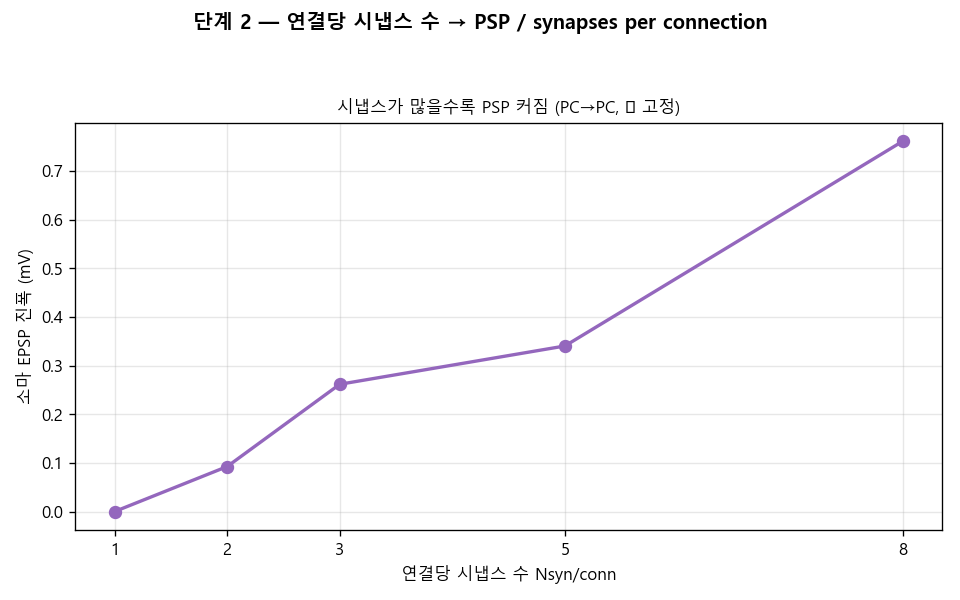 단계 2 — 연결당 시냅스 수 → PSP / synapses per connection
시냅스가 많을수록 PSP 커짐 (PC→PC, ▯ 고정)
0.7
0.6
0.5
0.4
0.3
0.2
0.1
0.0
소마 EPSP 진폭 (mV)
1 2 3 5 8
연결당 시냅스 수 Nsyn/conn